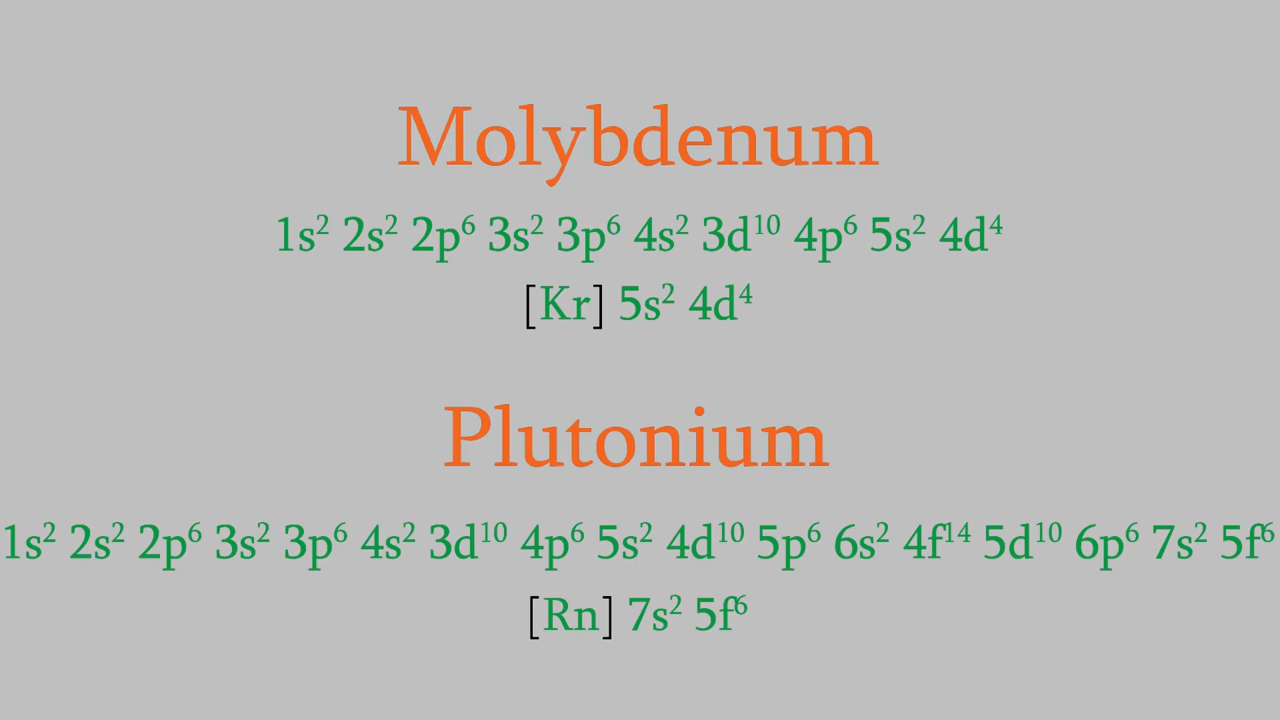 Molybdenum
1s² 2s² 2p⁶ 3s² 3p⁶ 4s² 3d¹⁰ 4p⁶ 5s² 4d⁴
[Kr] 5s² 4d⁴
Plutonium
1s² 2s² 2p⁶ 3s² 3p⁶ 4s² 3d¹⁰ 4p⁶ 5s² 4d¹⁰ 5p⁶ 6s² 4f¹⁴ 5d¹⁰ 6p⁶ 7s² 5f⁶
[Rn] 7s² 5f⁶